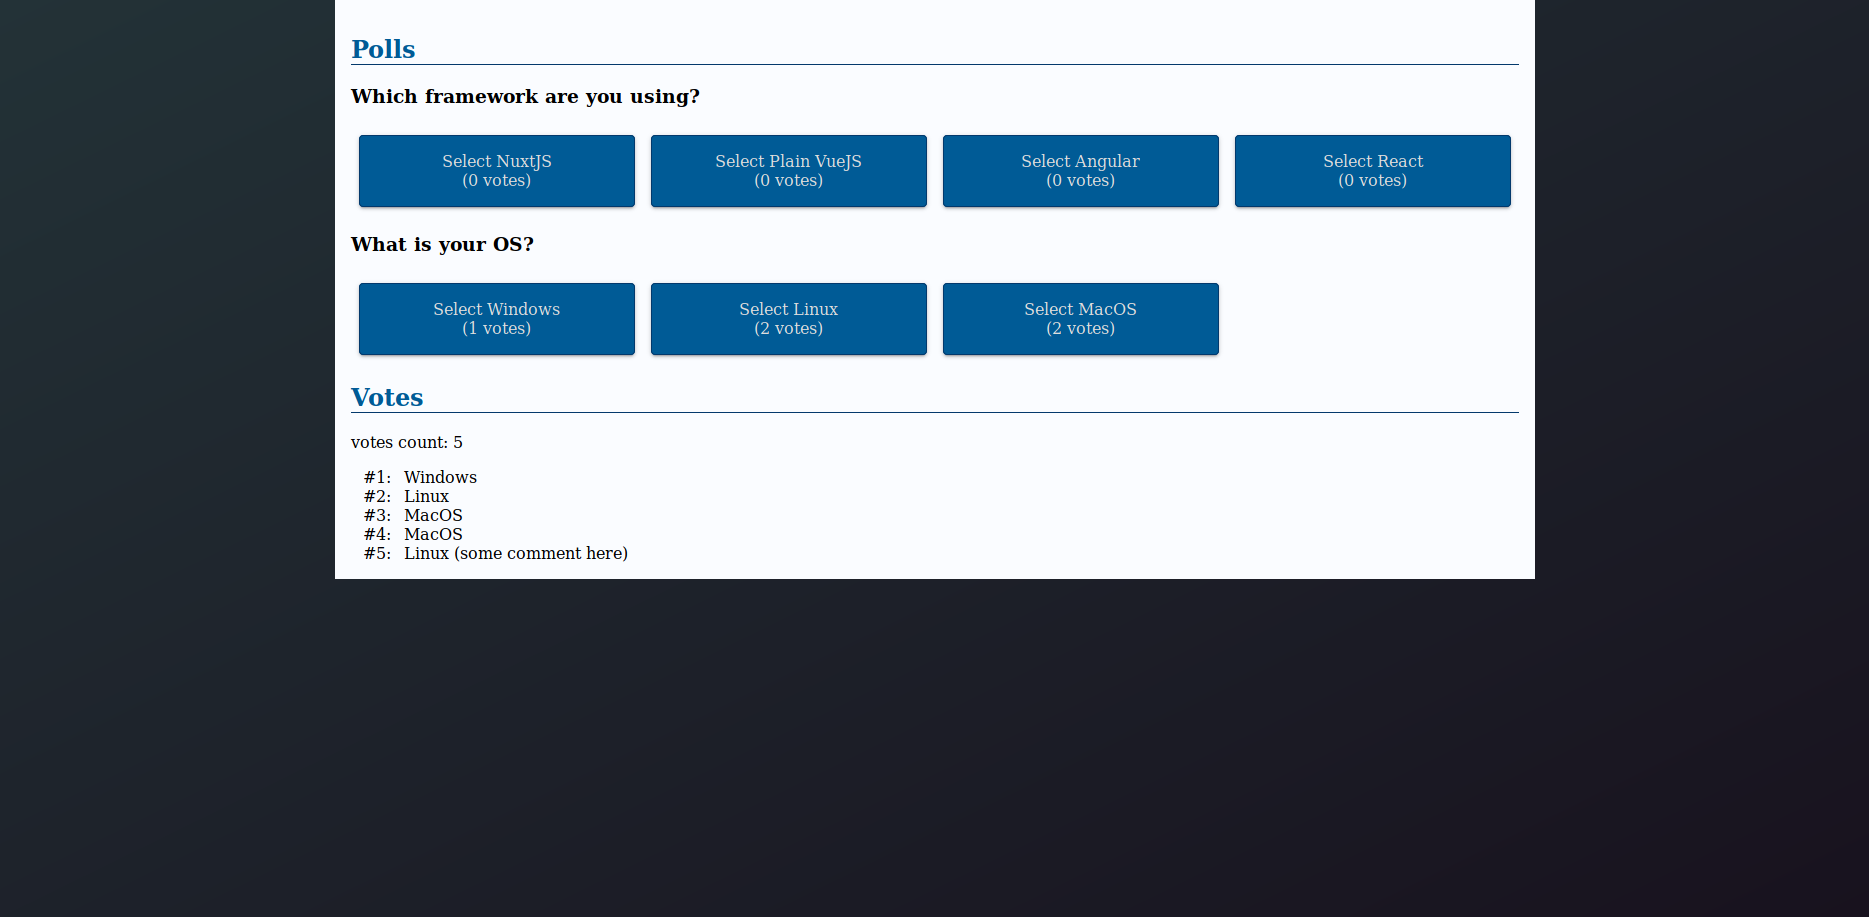 Polls
Which framework are you using?
Select NuxtJS
(0 votes)
Select Plain VueJS
(0 votes)
Select Angular
(0 votes)
Select React
(0 votes)
What is your OS?
Select Windows
(1 votes)
Select Linux
(2 votes)
Select MacOS
(2 votes)
Votes
votes count: 5
#1: Windows
#2: Linux
#3: MacOS
#4: MacOS
#5: Linux (some comment here)